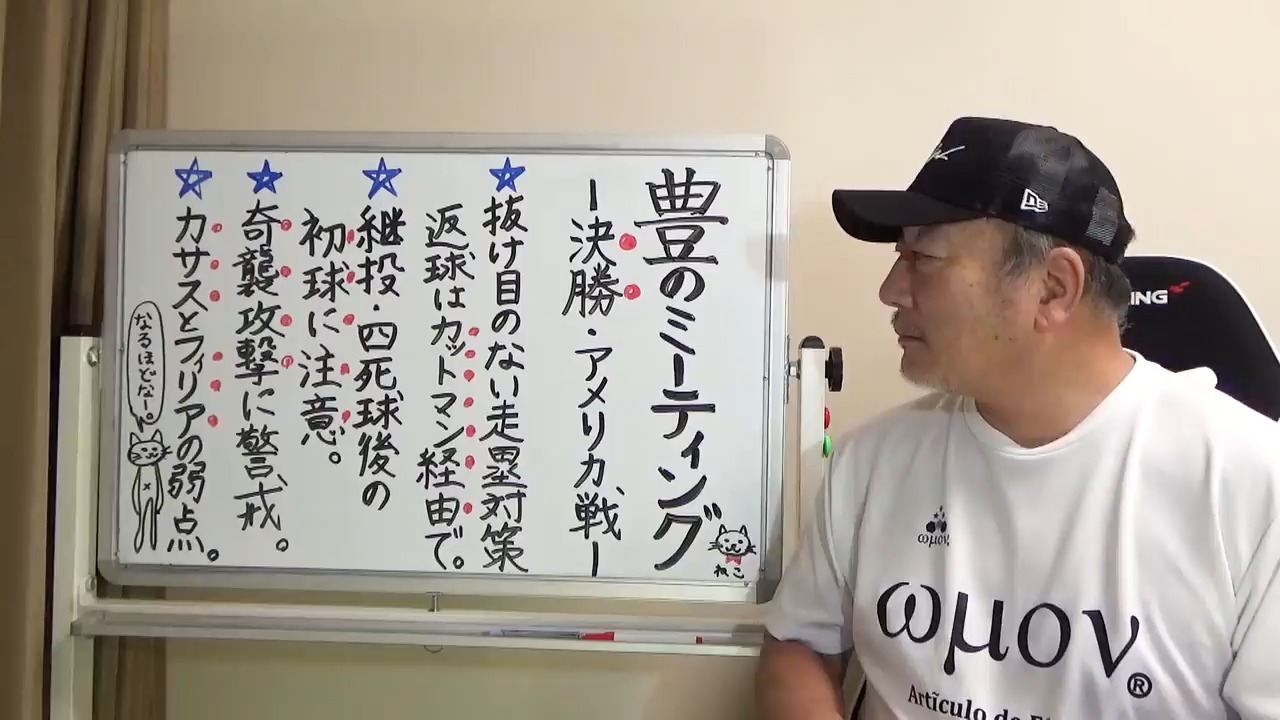 豊のミーティング
ー決勝・アメリカ戦ー
☆抜け目のない走塁対策
返球はカットマン経由で。
☆継投・四死球後の
初球に注意。
☆奇襲攻撃に警戒。
☆カサスとフィリアの弱点。
なるほどなー。
ねこ
ωμον
ωμον®
Artículo de